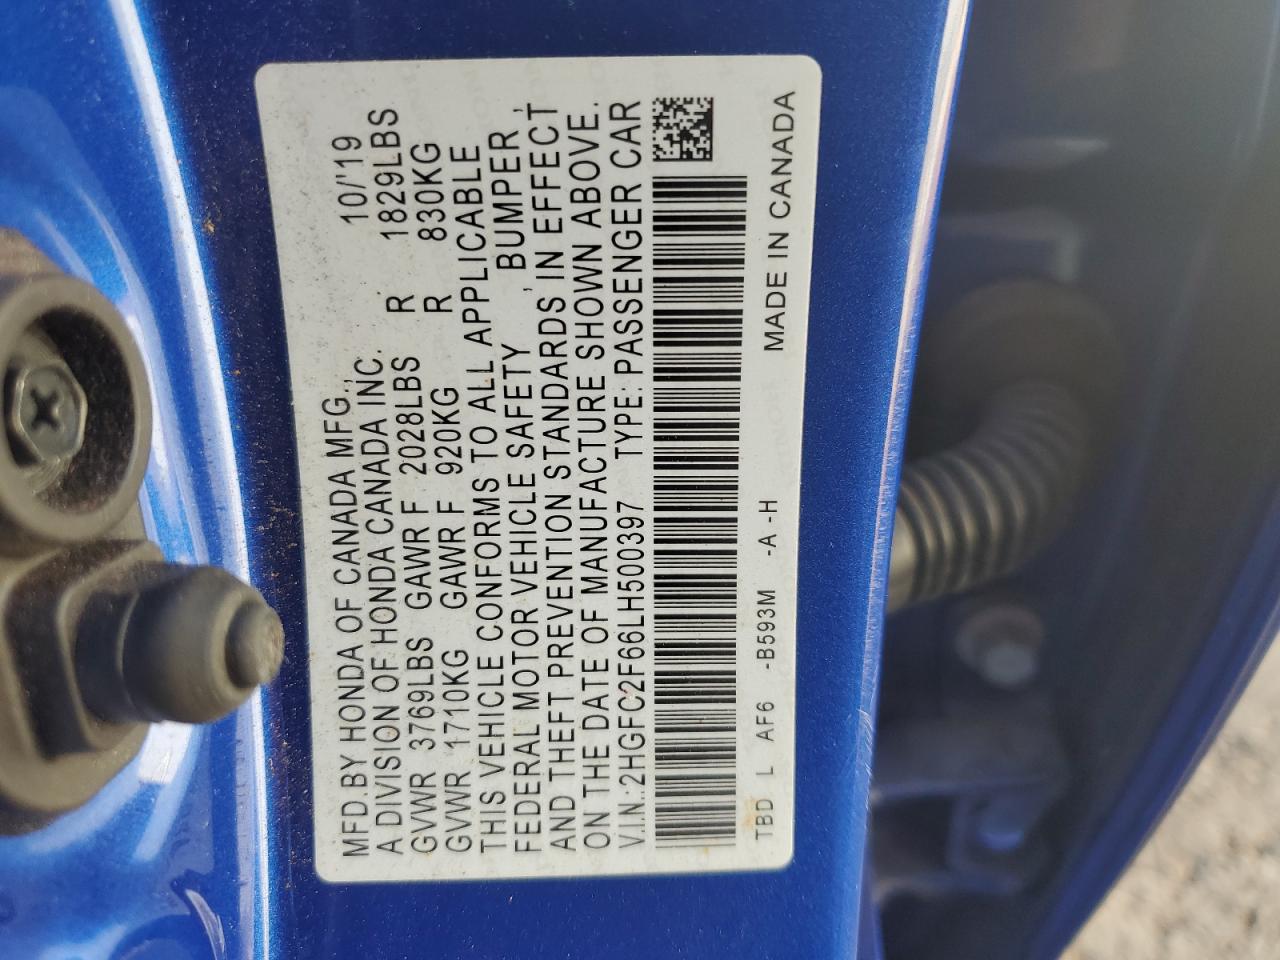 MFD.BY HONDA OF CANADA MFG., 10/'19
A DIVISION OF HONDA CANADA INC.
GVWR 3769LBS GAWR F 2028LBS R 1829LBS
GVWR 1710KG GAWR F 920KG R 830KG
THIS VEHICLE CONFORMS TO ALL APPLICABLE
FEDERAL MOTOR VEHICLE SAFETY , BUMPER ,
AND THEFT PREVENTION STANDARDS IN EFFECT
ON THE DATE OF MANUFACTURE SHOWN ABOVE.
V.I.N.:2HGFC2F66LH500397 TYPE: PASSENGER CAR
TBD L AF6 -B593M -A -H MADE IN CANADA